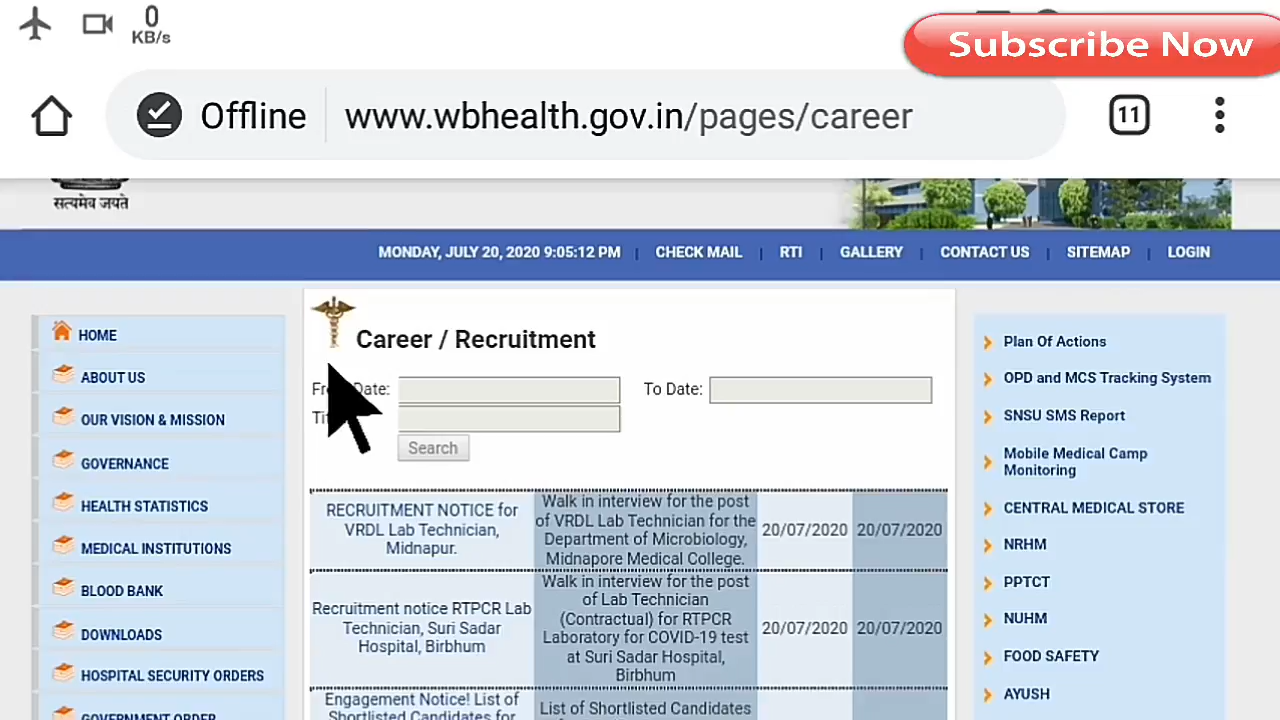 0
KB/s
Subscribe Now
Offline
www.wbhealth.gov.in/pages/career
11
सत्यमेव जयते
MONDAY, JULY 20, 2020 9:05:12 PM
CHECK MAIL
RTI
GALLERY
CONTACT US
SITEMAP
LOGIN
HOME
ABOUT US
OUR VISION & MISSION
GOVERNANCE
HEALTH STATISTICS
MEDICAL INSTITUTIONS
BLOOD BANK
DOWNLOADS
HOSPITAL SECURITY ORDERS
GOVERNMENT ORDER
Career / Recruitment
Date:
To Date:
Search
RECRUITMENT NOTICE for
VRDL Lab Technician,
Midnapur.
Walk in interview for the post
of VRDL Lab Technician for the
Department of Microbiology,
Midnapore Medical College.
20/07/2020
20/07/2020
Recruitment notice RTPCR Lab
Technician, Suri Sadar
Hospital, Birbhum
Walk in interview for the post
of Lab Technician
(Contractual) for RTPCR
Laboratory for COVID-19 test
at Suri Sadar Hospital,
Birbhum
20/07/2020
20/07/2020
Engagement Notice! List of
Shortlisted Candidates for
List of Shortlisted Candidates
Plan Of Actions
OPD and MCS Tracking System
SNSU SMS Report
Mobile Medical Camp
Monitoring
CENTRAL MEDICAL STORE
NRHM
PPTCT
NUHM
FOOD SAFETY
AYUSH